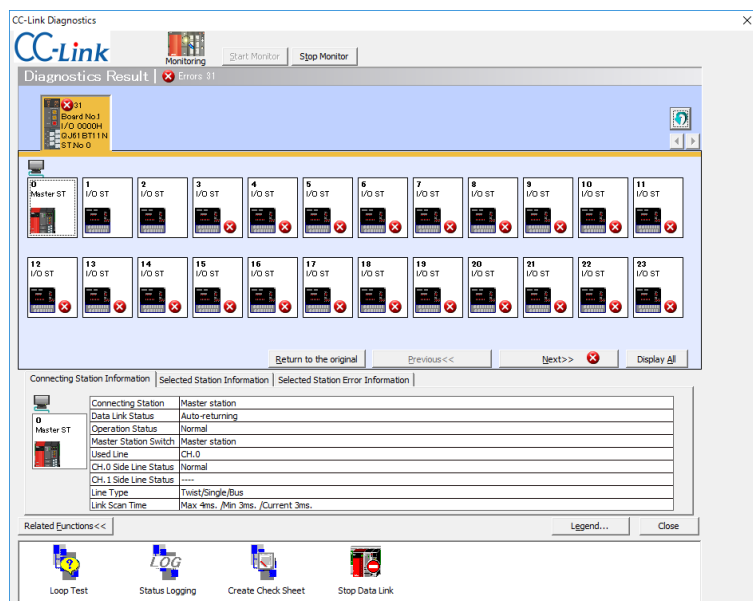 CC-Link Diagnostics
CC-Link
Monitoring
Start Monitor
Stop Monitor
Diagnostics Result
Errors 31
31
Board No.1
I/O 0000H
QJ61BT11N
ST.No 0
0
Master ST
1
I/O ST
2
I/O ST
3
I/O ST
4
I/O ST
5
I/O ST
6
I/O ST
7
I/O ST
8
I/O ST
9
I/O ST
10
I/O ST
11
I/O ST
12
I/O ST
13
I/O ST
14
I/O ST
15
I/O ST
16
I/O ST
17
I/O ST
18
I/O ST
19
I/O ST
20
I/O ST
21
I/O ST
22
I/O ST
23
I/O ST
Return to the original
Previous<<
Next>>
Display All
Connecting Station Information
Selected Station Information
Selected Station Error Information
0
Master ST
Connecting Station Master station
Data Link Status Auto-returning
Operation Status Normal
Master Station Switch Master station
Used Line CH.0
CH.0 Side Line Status Normal
CH.1 Side Line Status ----
Line Type Twist/Single/Bus
Link Scan Time Max 4ms. /Min 3ms. /Current 3ms.
Related Functions<<
Legend...
Close
LOG
Loop Test
Status Logging
Create Check Sheet
Stop Data Link